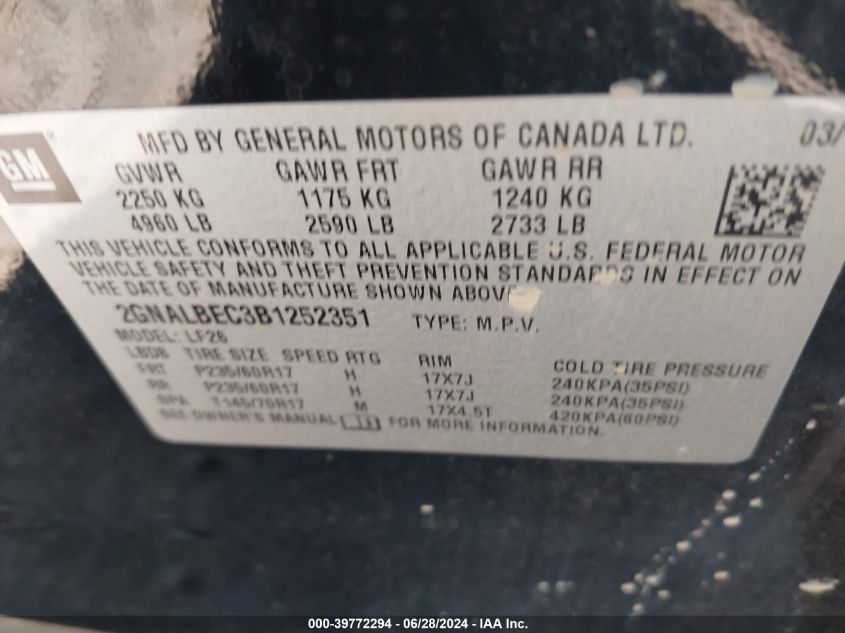 GM
MFD BY GENERAL MOTORS OF CANADA LTD. 03/
GVWR GAWR FRT GAWR RR
2250 KG 1175 KG 1240 KG
4960 LB 2590 LB 2733 LB
THIS VEHICLE CONFORMS TO ALL APPLICABLE U.S. FEDERAL MOTOR
VEHICLE SAFETY AND THEFT PREVENTION STANDARDS IN EFFECT ON
THE DATE OF MANUFACTURE SHOWN ABOVE
2GNALBEC3B1252351 TYPE: M.P.V.
MODEL: LF26
LBDB TIRE SIZE SPEED RTG RIM COLD TIRE PRESSURE
FRT P235/60R17 H 17X7J 240KPA(35PSI)
RR P235/60R17 H 17X7J 240KPA(35PSI)
SPA T145/70R17 M 17X4.5T 420KPA(60PSI)
SEE OWNER'S MANUAL FOR MORE INFORMATION.
000-39772294 - 06/28/2024 - IAA Inc.